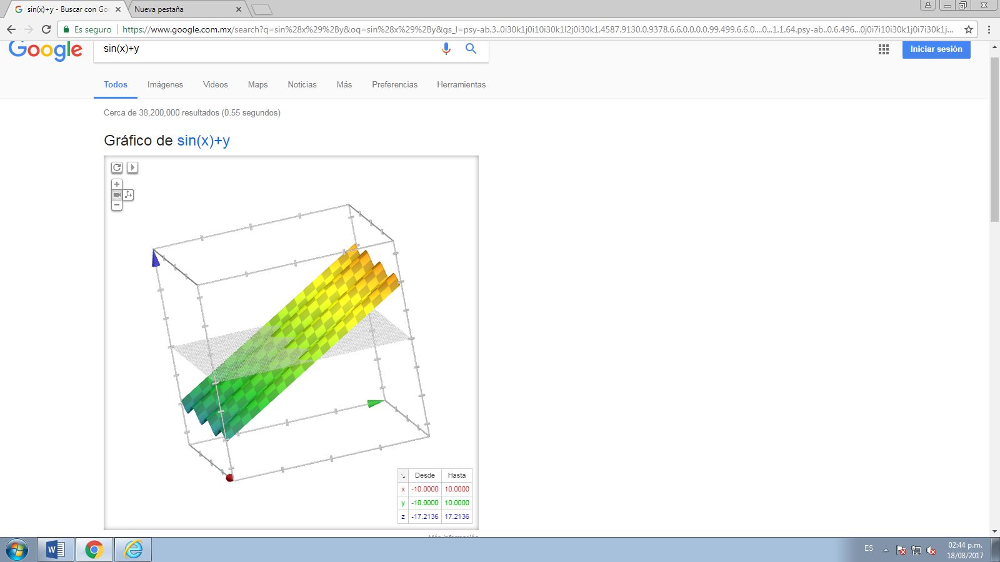 sin(x)+y - Buscar con Goo
Nueva pestaña
Es seguro
https://www.google.com.mx/search?q=sin%28x%29%2By&oq=sin%28x%29%2By&gs_l=psy-ab.3..0i30k1j0i10i30k1l2j0i30k1.4587.9130.0.9378.6.6.0.0.0.0.99.499.6.6.0....0...1.1.64.psy-ab..0.6.496...0j0i7i10i30k1j0i7i30k1j...
Google
sin(x)+y
Iniciar sesión
Todos Imágenes Videos Maps Noticias Más Preferencias Herramientas
Cerca de 38,200,000 resultados (0.55 segundos)
Gráfico de sin(x)+y
Desde Hasta
x -10.0000 10.0000
y -10.0000 10.0000
z -17.2136 17.2136
Más información
ES
02:44 p.m.
18/08/2017